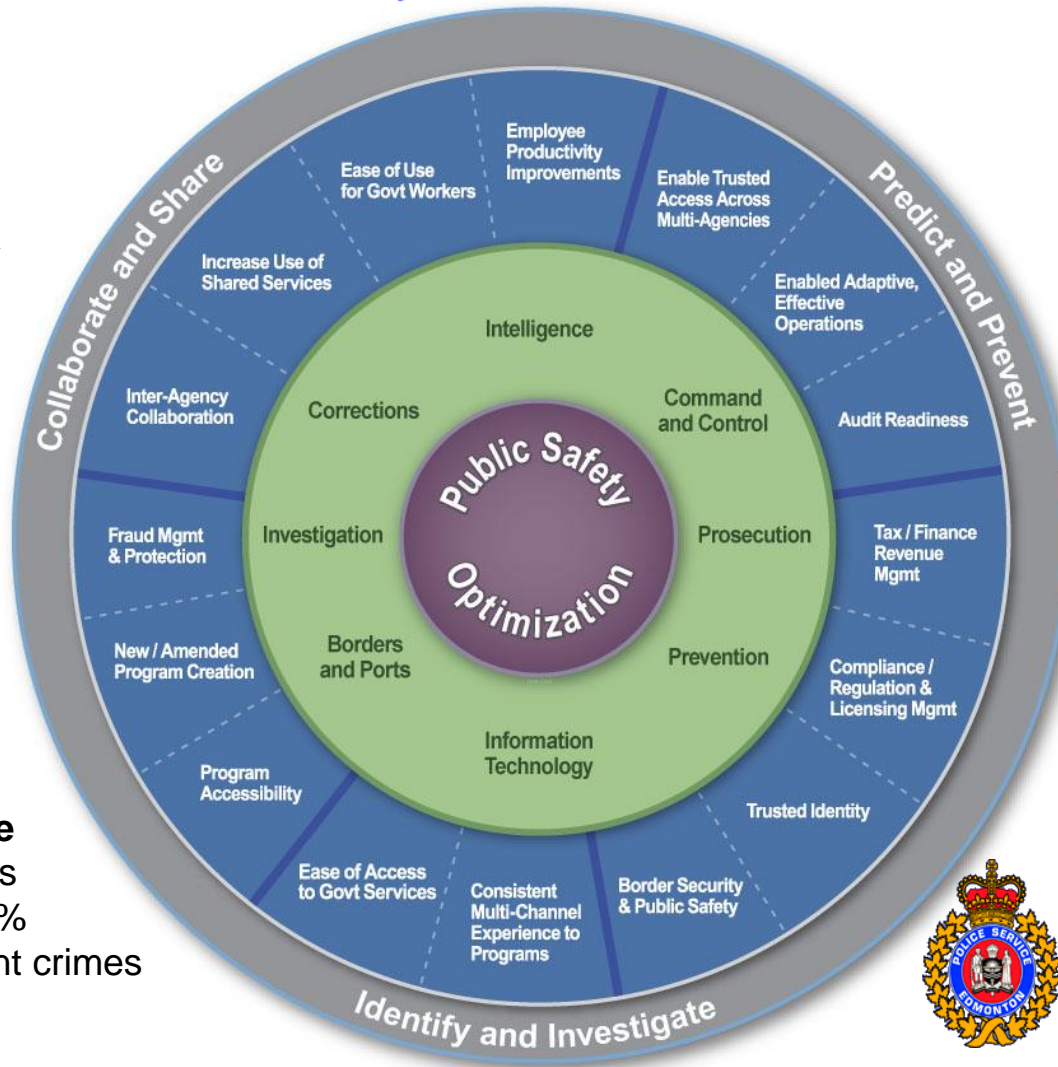 Collaborate and Share
Predict and Prevent
Identify and Investigate
Employee
Productivity
Improvements
Enable Trusted
Access Across
Multi-Agencies
Enabled Adaptive,
Effective
Operations
Audit Readiness
Tax / Finance
Revenue
Mgmt
Compliance /
Regulation &
Licensing Mgmt
Trusted Identity
Border Security
& Public Safety
Consistent
Multi-Channel
Experience to
Programs
Ease of Access
to Govt Services
Program
Accessibility
New / Amended
Program Creation
Fraud Mgmt
& Protection
Inter-Agency
Collaboration
Increase Use of
Shared Services
Ease of Use
for Govt Workers
Intelligence
Command
and Control
Prosecution
Prevention
Information
Technology
Borders
and Ports
Investigation
Corrections
Public Safety
Optimization
e
s
%
nt crimes
POLICE SERVICE
EDMONTON